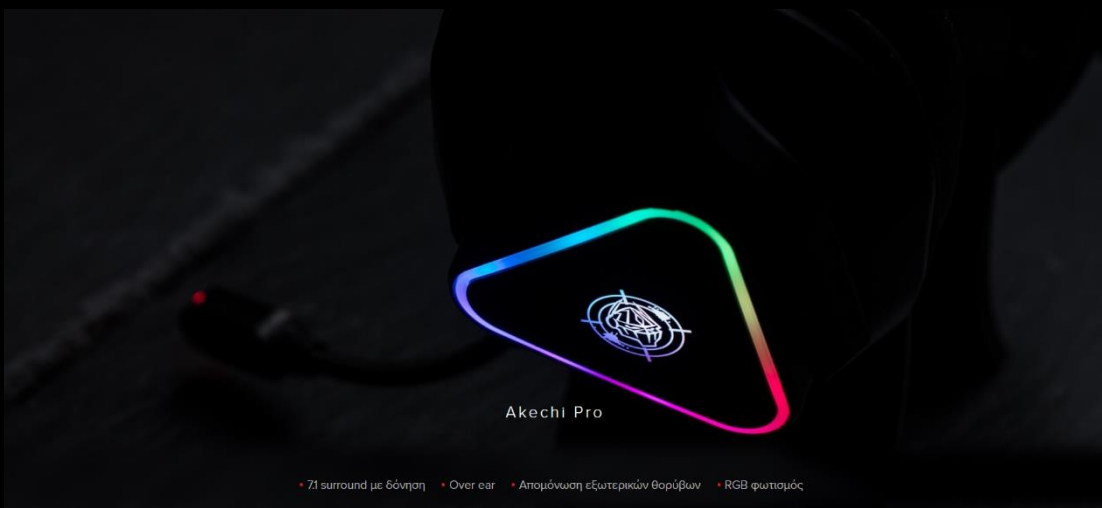 Akechi Pro
• 7.1 surround με δόνηση • Over ear • Απομόνωση εξωτερικών θορύβων • RGB φωτισμός